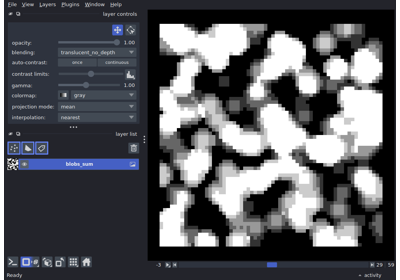 File View Layers Plugins Window Help
layer controls
opacity: 1.00
blending: translucent_no_depth
auto-contrast: once continuous
contrast limits:
gamma: 1.00
colormap: gray
projection mode: mean
interpolation: nearest
layer list
blobs_sum
-3 29 59
Ready activity